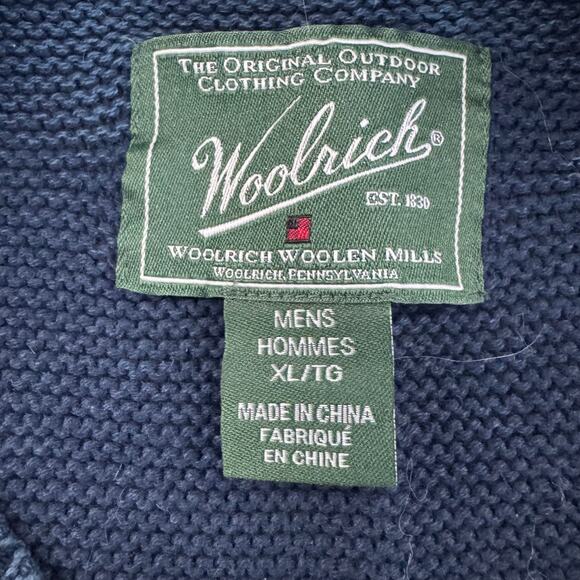 THE ORIGINAL OUTDOOR
CLOTHING COMPANY
Woolrich®
EST. 1830
WOOLRICH WOOLEN MILLS
WOOLRICH, PENNSYLVANIA
MENS
HOMMES
XL/TG
MADE IN CHINA
FABRIQUÉ
EN CHINE